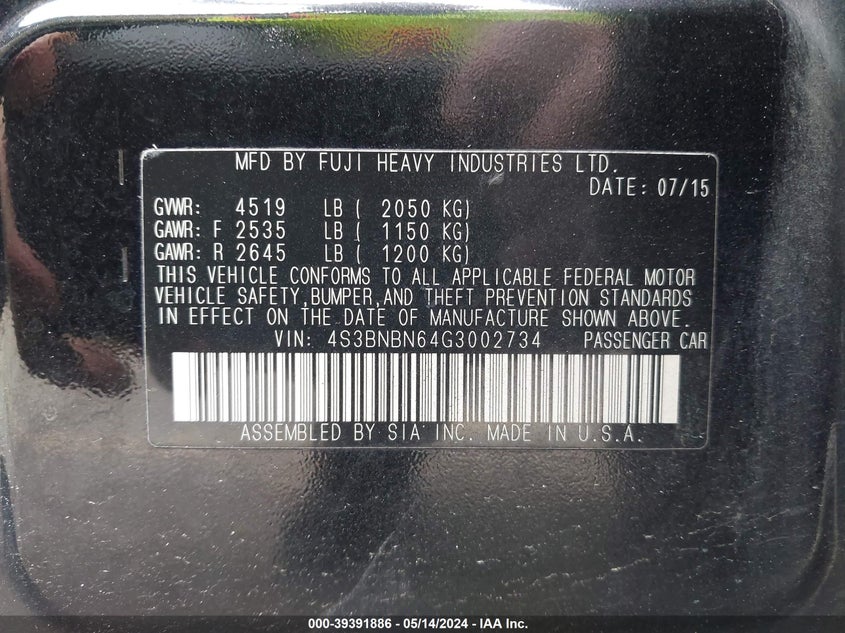 MFD BY FUJI HEAVY INDUSTRIES LTD.
DATE: 07/15
GVWR: 4519 LB ( 2050 KG)
GAWR: F 2535 LB ( 1150 KG)
GAWR: R 2645 LB ( 1200 KG)
THIS VEHICLE CONFORMS TO ALL APPLICABLE FEDERAL MOTOR
VEHICLE SAFETY,BUMPER,AND THEFT PREVENTION STANDARDS
IN EFFECT ON THE DATE OF MANUFACTURE SHOWN ABOVE.
VIN: 4S3BNBN64G3002734 PASSENGER CAR
ASSEMBLED BY SIA INC. MADE IN U.S.A.
000-39391886 - 05/14/2024 - IAA Inc.